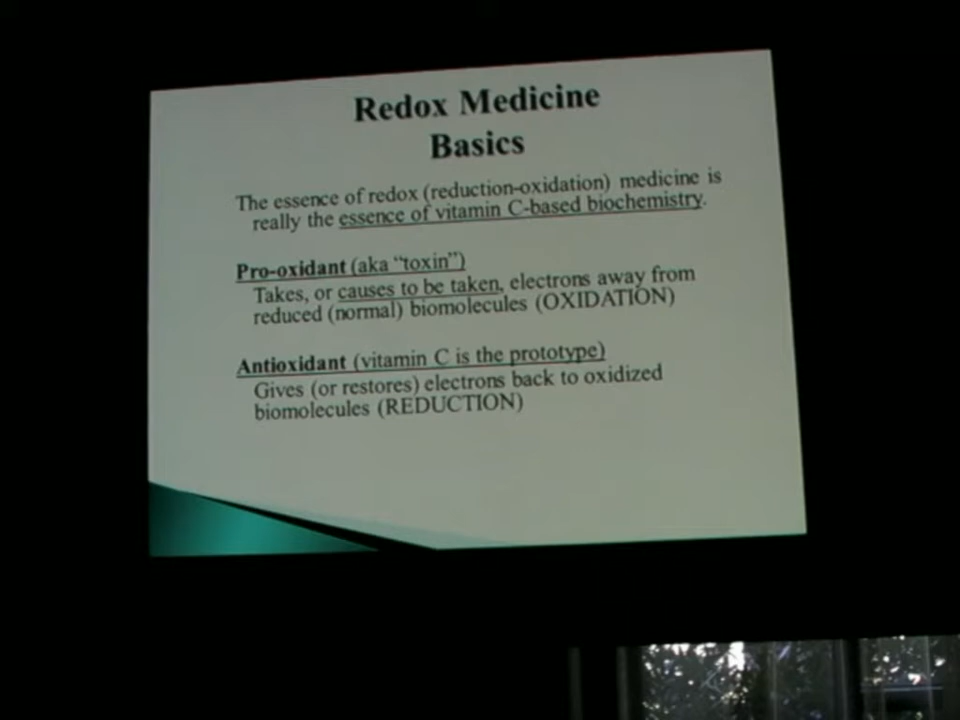 Redox Medicine
Basics
The essence of redox (reduction-oxidation) medicine is
really the essence of vitamin C-based biochemistry.
Pro-oxidant (aka “toxin”)
Takes, or causes to be taken, electrons away from
reduced (normal) biomolecules (OXIDATION)
Antioxidant (vitamin C is the prototype)
Gives (or restores) electrons back to oxidized
biomolecules (REDUCTION)